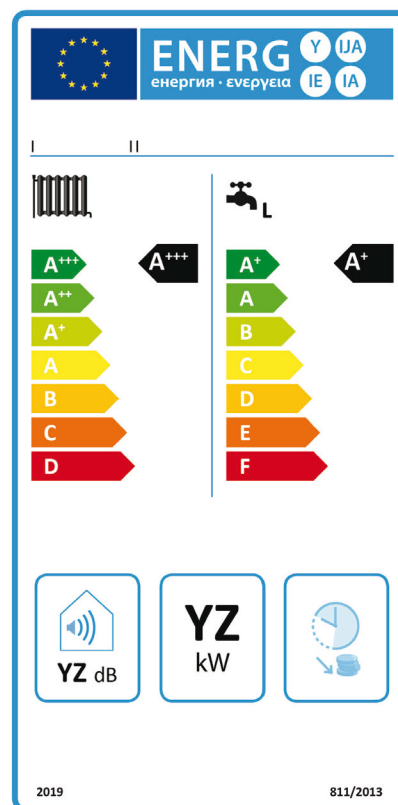 ENERG Y IJA
енергия · ενεργεια IE IA
I II
L
A+++ A+++ A+ A+
A++ A
A+ B
A C
B D
C E
D F
YZ dB
YZ
kW
2019 811/2013